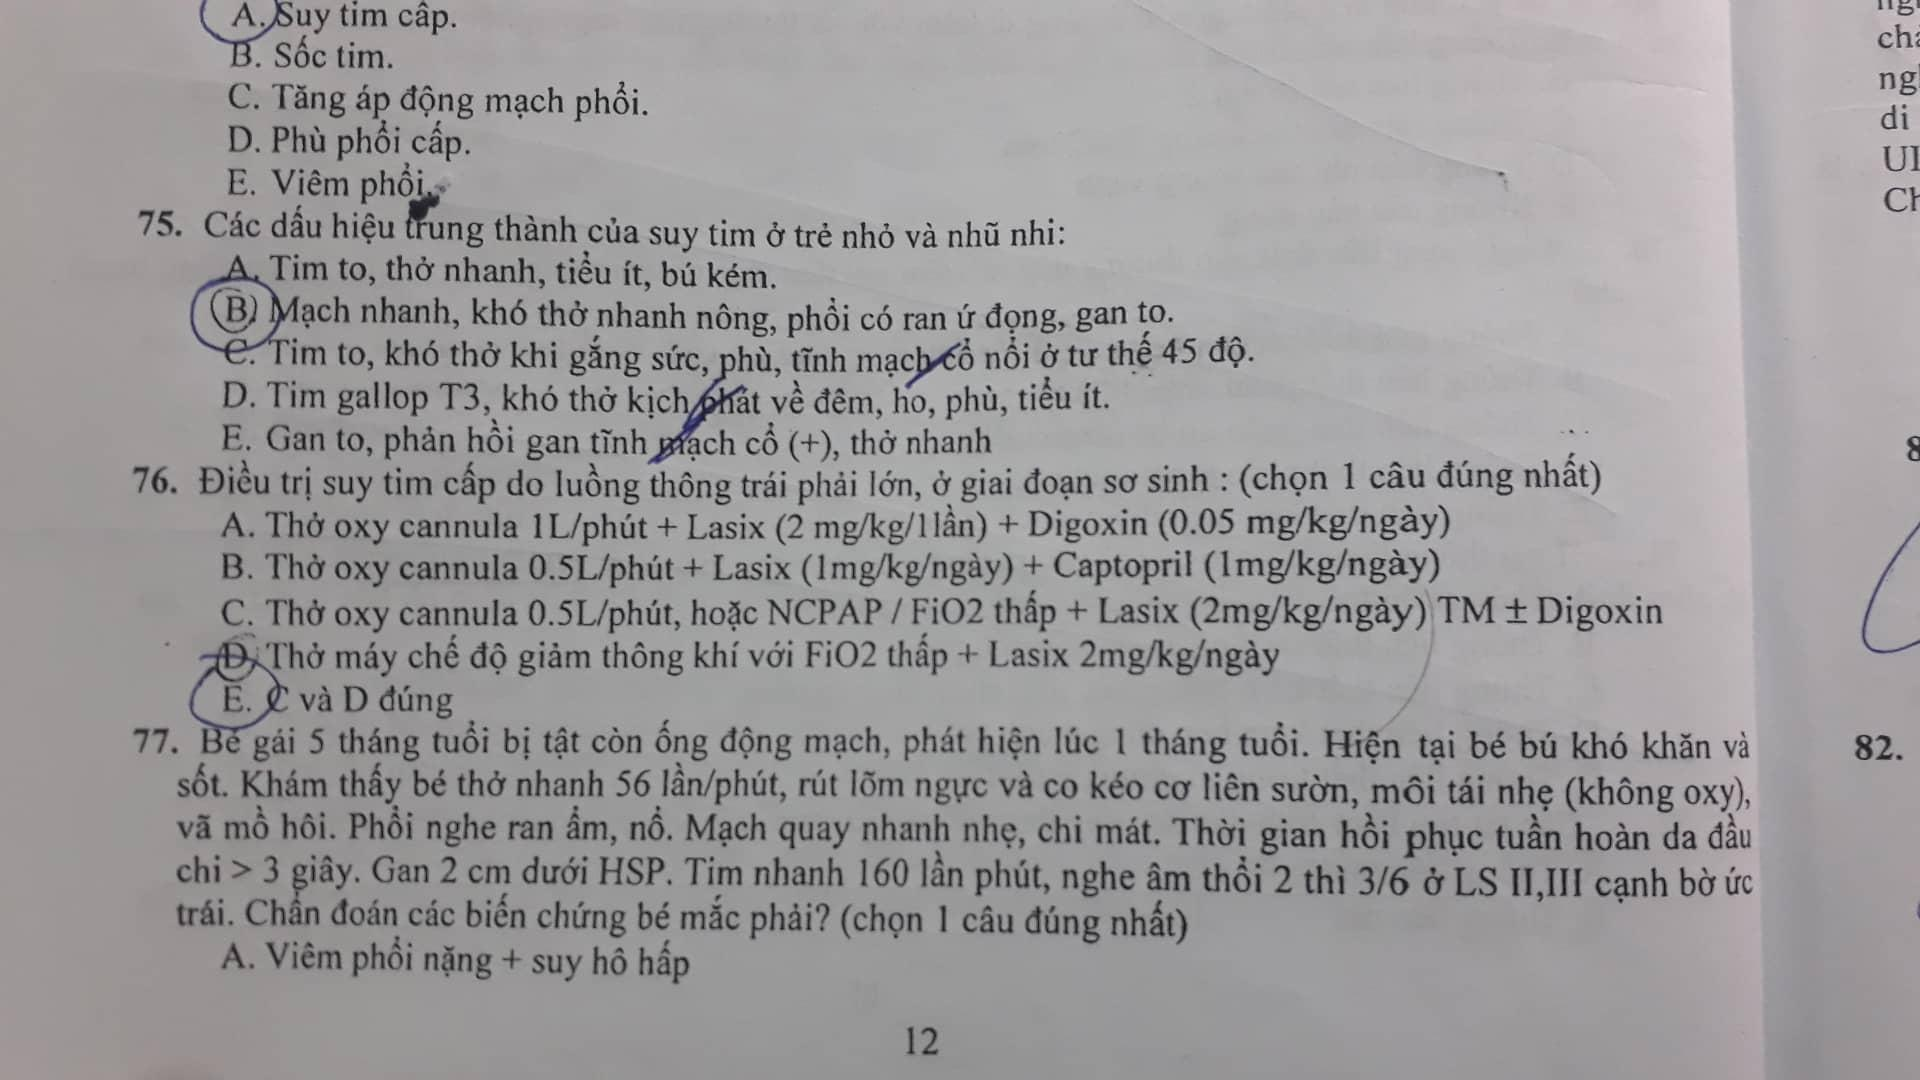 A. Suy tim cấp.
B. Sốc tim.
C. Tăng áp động mạch phổi.
D. Phù phổi cấp.
E. Viêm phổi.
75. Các dấu hiệu trung thành của suy tim ở trẻ nhỏ và nhũ nhi:
A. Tim to, thở nhanh, tiểu ít, bú kém.
B. Mạch nhanh, khó thở nhanh nông, phổi có ran ứ đọng, gan to.
C. Tim to, khó thở khi gắng sức, phù, tĩnh mạch cổ nổi ở tư thế 45 độ.
D. Tim gallop T3, khó thở kịch phát về đêm, ho, phù, tiểu ít.
E. Gan to, phản hồi gan tĩnh mạch cổ (+), thở nhanh
76. Điều trị suy tim cấp do luồng thông trái phải lớn, ở giai đoạn sơ sinh : (chọn 1 câu đúng nhất)
A. Thở oxy cannula 1L/phút + Lasix (2 mg/kg/1lần) + Digoxin (0.05 mg/kg/ngày)
B. Thở oxy cannula 0.5L/phút + Lasix (1mg/kg/ngày) + Captopril (1mg/kg/ngày)
C. Thở oxy cannula 0.5L/phút, hoặc NCPAP / FiO2 thấp + Lasix (2mg/kg/ngày) TM ± Digoxin
D. Thở máy chế độ giảm thông khí với FiO2 thấp + Lasix 2mg/kg/ngày
E. C và D đúng
77. Bé gái 5 tháng tuổi bị tật còn ống động mạch, phát hiện lúc 1 tháng tuổi. Hiện tại bé bú khó khăn và
sốt. Khám thấy bé thở nhanh 56 lần/phút, rút lõm ngực và co kéo cơ liên sườn, môi tái nhẹ (không oxy),
vã mồ hôi. Phổi nghe ran ẩm, nổ. Mạch quay nhanh nhẹ, chi mát. Thời gian hồi phục tuần hoàn da đầu
chi > 3 giây. Gan 2 cm dưới HSP. Tim nhanh 160 lần phút, nghe âm thổi 2 thì 3/6 ở LS II,III cạnh bờ ức
trái. Chẩn đoán các biến chứng bé mắc phải? (chọn 1 câu đúng nhất)
A. Viêm phổi nặng + suy hô hấp
12
di
82.